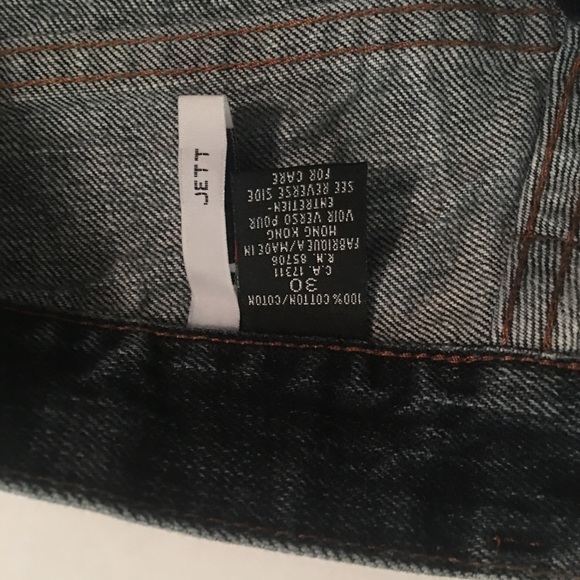 JETT
100% COTTON/COTON
30
C.A. 17311
R.N. 85706
FABRIQUE A/MADE IN
HONG KONG
VOIR VERSO POUR
ENTRETIEN-
SEE REVERSE SIDE
FOR CARE